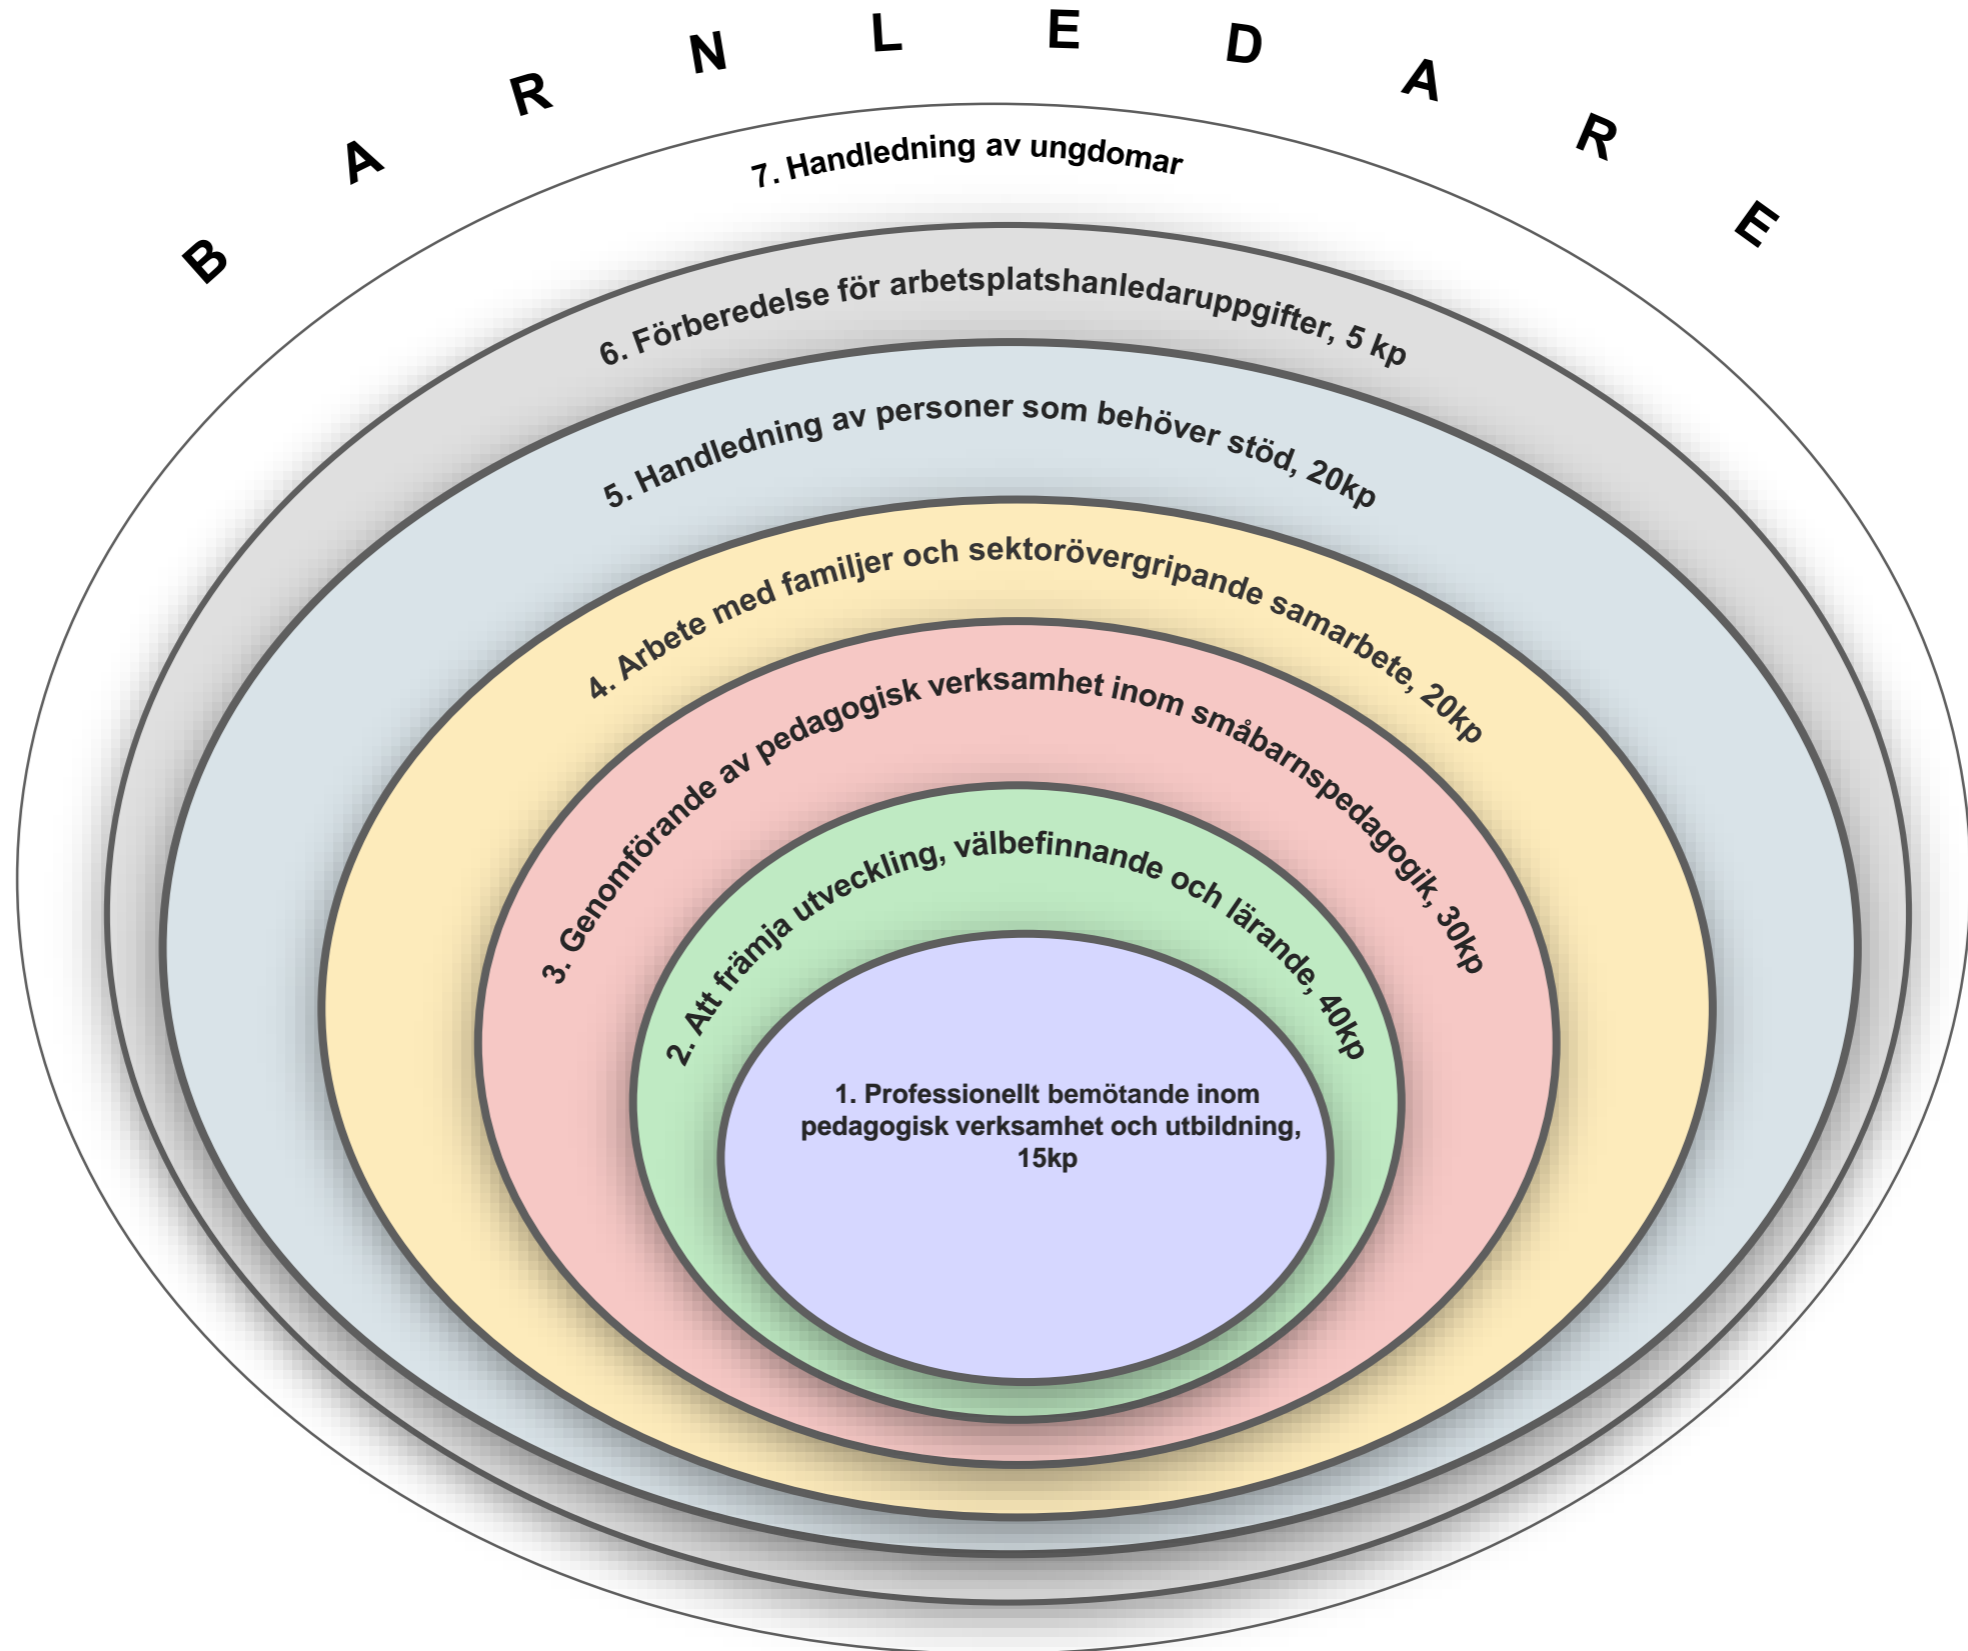 BARNLEDARE
7. Handledning av ungdomar
6. Förberedelse för arbetsplatshanledaruppgifter, 5 kp
5. Handledning av personer som behöver stöd, 20kp
4. Arbete med familjer och sektorövergripande samarbete, 20kp
3. Genomförande av pedagogisk verksamhet inom småbarnspedagogik, 30kp
2. Att främja utveckling, välbefinnande och lärande, 40kp
1. Professionellt bemötande inom
pedagogisk verksamhet och utbildning,
15kp